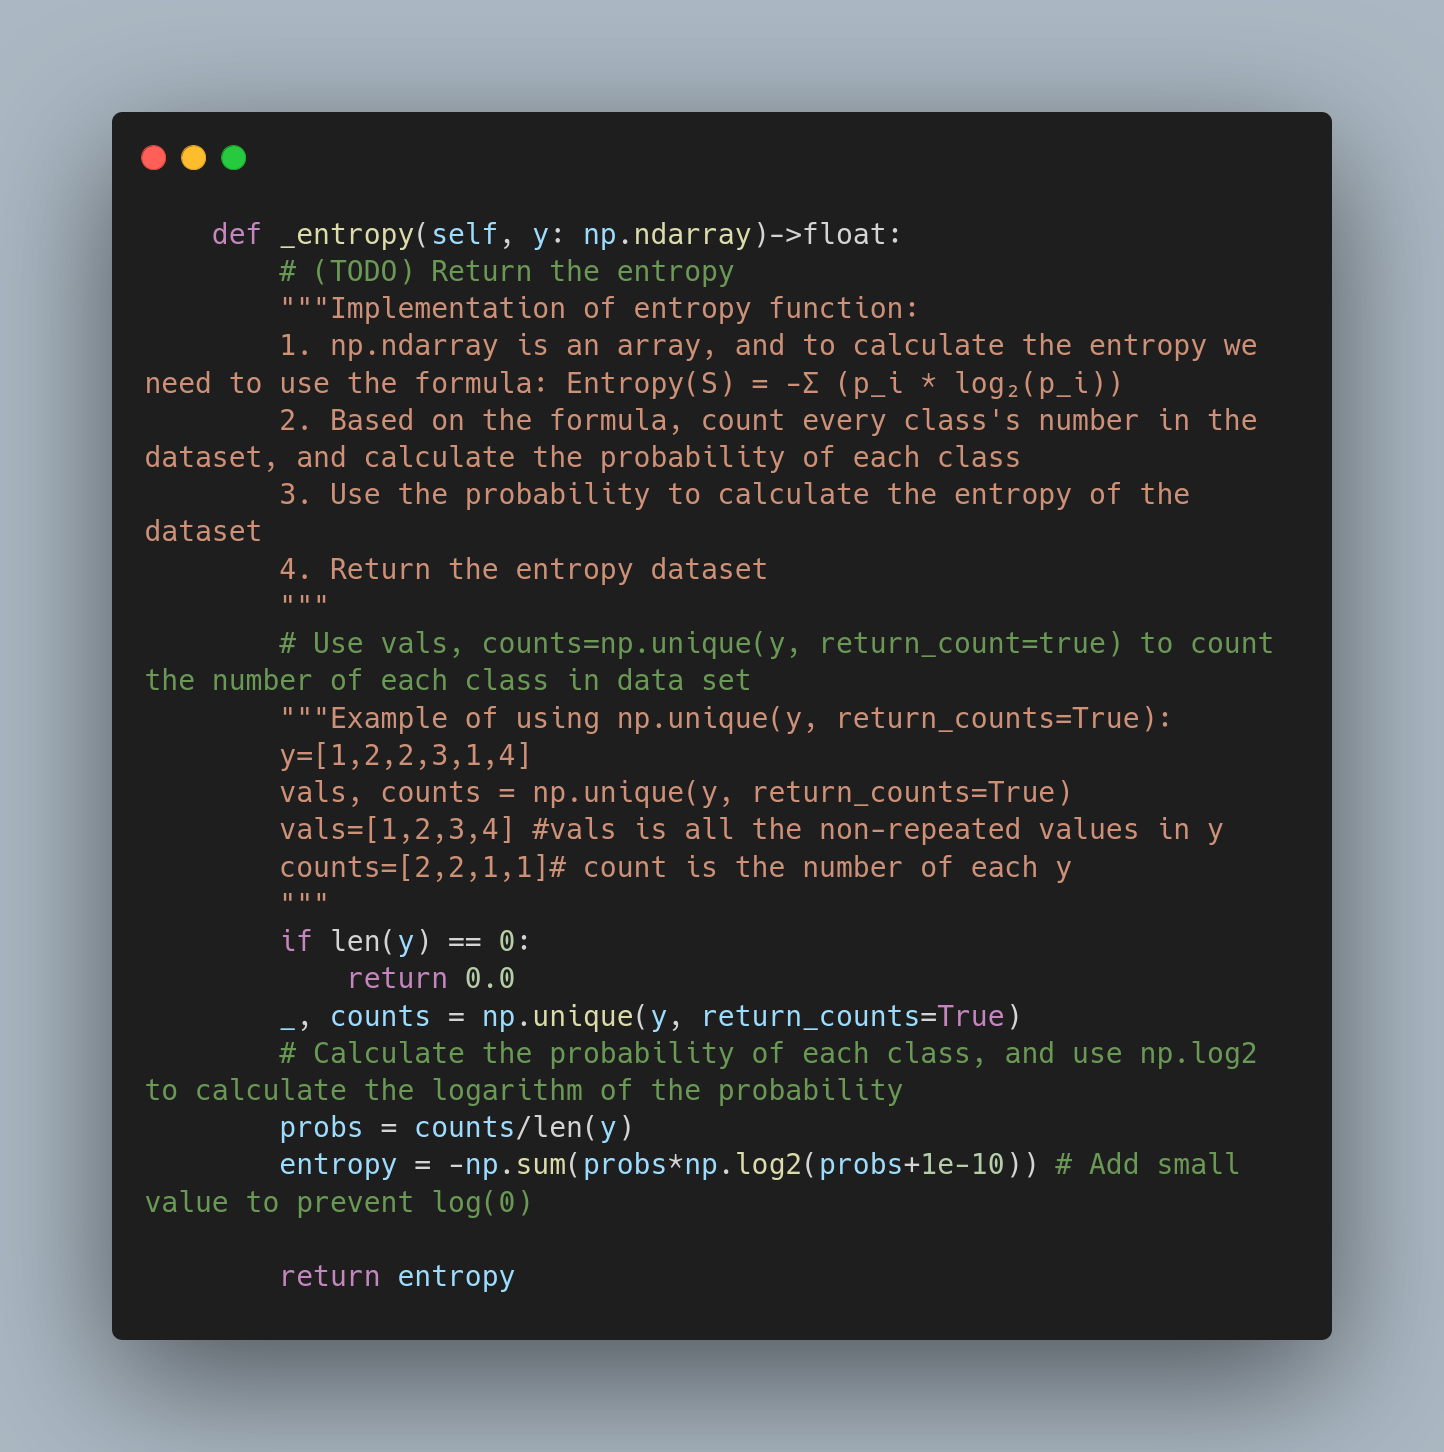 def _entropy(self, y: np.ndarray)->float:
# (TODO) Return the entropy
"""Implementation of entropy function:
1. np.ndarray is an array, and to calculate the entropy we
need to use the formula: Entropy(S) = -Σ (p_i * log₂(p_i))
2. Based on the formula, count every class's number in the
dataset, and calculate the probability of each class
3. Use the probability to calculate the entropy of the
dataset
4. Return the entropy dataset
"""
# Use vals, counts=np.unique(y, return_count=true) to count
the number of each class in data set
"""Example of using np.unique(y, return_counts=True):
y=[1,2,2,3,1,4]
vals, counts = np.unique(y, return_counts=True)
vals=[1,2,3,4] #vals is all the non-repeated values in y
counts=[2,2,1,1]# count is the number of each y
"""
if len(y) == 0:
return 0.0
_, counts = np.unique(y, return_counts=True)
# Calculate the probability of each class, and use np.log2
to calculate the logarithm of the probability
probs = counts/len(y)
entropy = -np.sum(probs*np.log2(probs+1e-10)) # Add small
value to prevent log(0)
return entropy